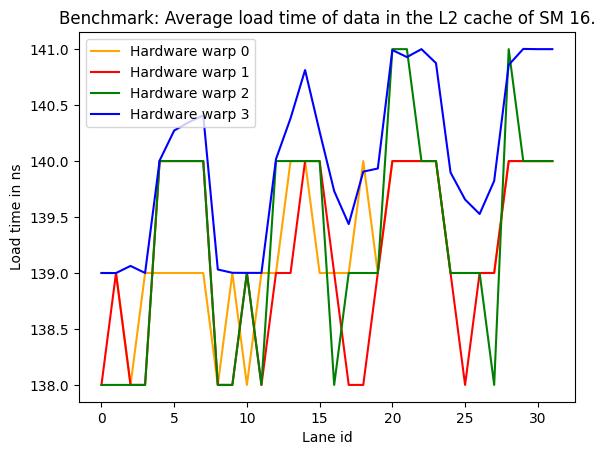 Benchmark: Average load time of data in the L2 cache of SM 16.
Hardware warp 0
Hardware warp 1
Hardware warp 2
Hardware warp 3
Load time in ns
141.0
140.5
140.0
139.5
139.0
138.5
138.0
0 5 10 15 20 25 30
Lane id